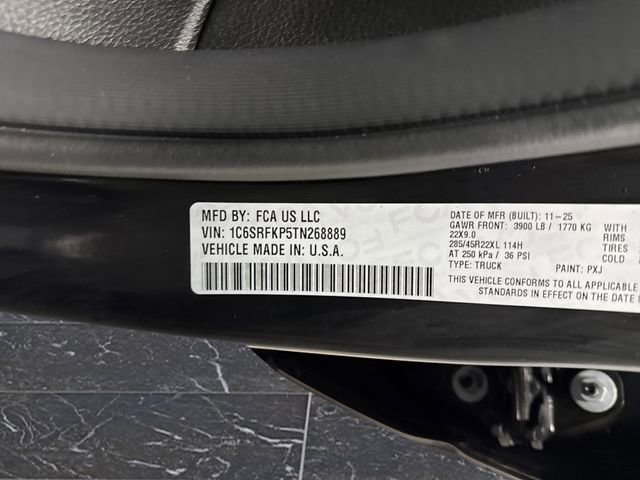 MFD BY: FCA US LLC
VIN: 1C6SRFKP5TN268889
VEHICLE MADE IN: U.S.A.
DATE OF MFR (BUILT): 11-25
GAWR FRONT: 3900 LB / 1770 KG WITH
22X9.0 RIMS
285/45R22XL 114H TIRES
AT 250 kPa / 36 PSI COLD
TYPE: TRUCK PAINT: PXJ
THIS VEHICLE CONFORMS TO ALL APPLICABLE
STANDARDS IN EFFECT ON THE DATE